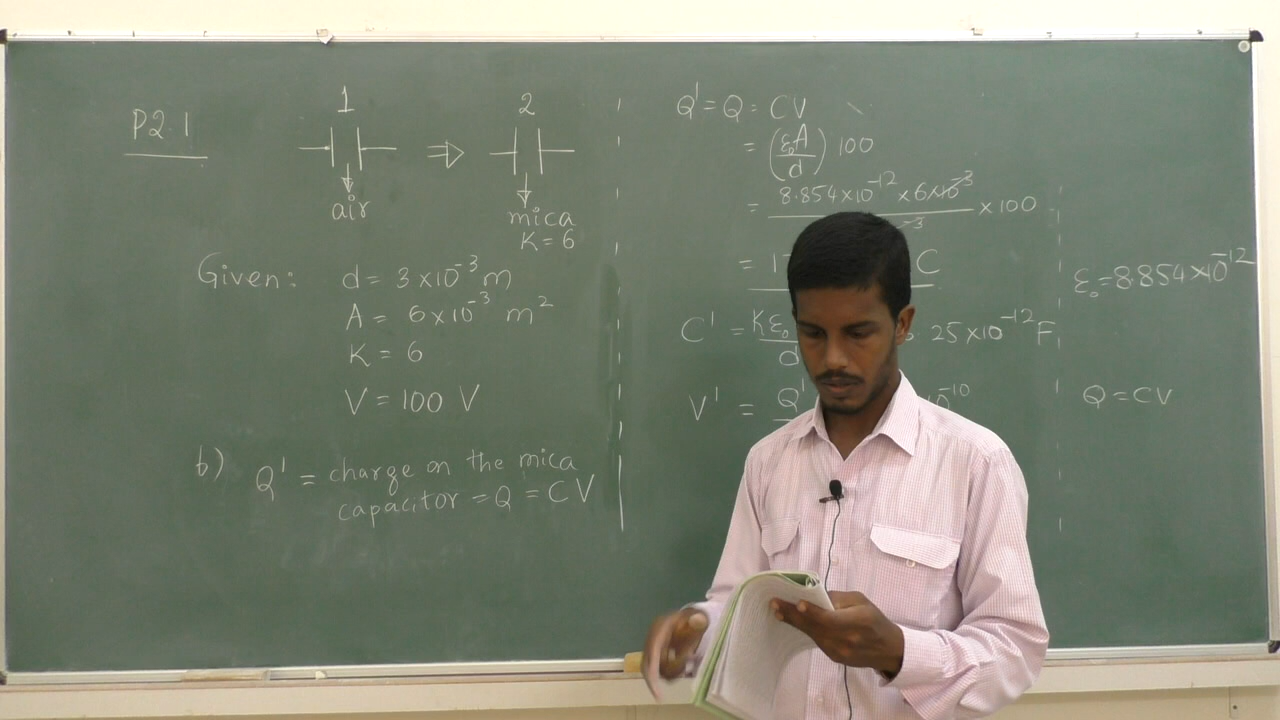 P2.1
1
2
⇒
air
mica
K = 6
Given: d = 3×10⁻³ m
A = 6×10⁻³ m²
K = 6
V = 100 V
b) Q' = charge on the mica
capacitor = Q = CV
Q' = Q = CV
= (ε₀A/d) 100
= 8.854×10⁻¹² × 6×10⁻³ / ⁻³ × 100
= 1 C
C' = Kε₀ / d 25×10⁻¹² F
V' = Q' 10⁻¹⁰
ε₀ = 8.854×10⁻¹²
Q = CV